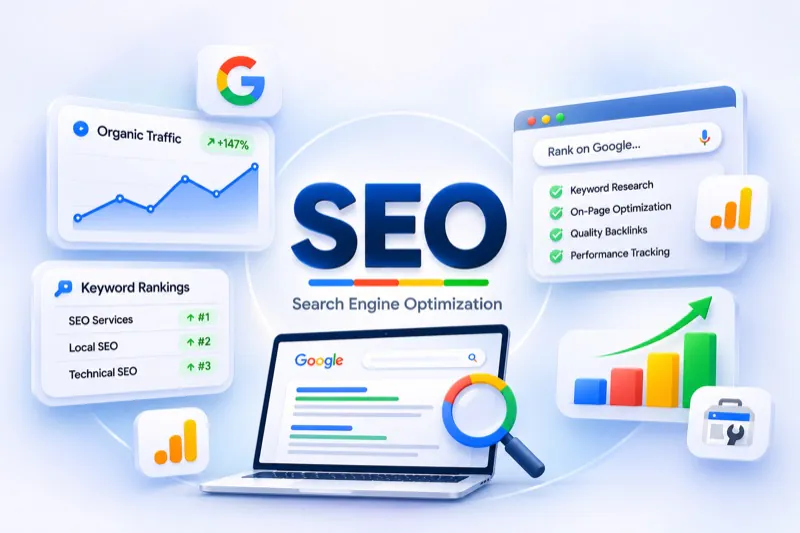 G
Organic Traffic
+147%
Rank on Google...
Keyword Research
On-Page Optimization
Quality Backlinks
Performance Tracking
SEO
Search Engine Optimization
Keyword Rankings
SEO Services #1
Local SEO #2
Technical SEO #3
Google